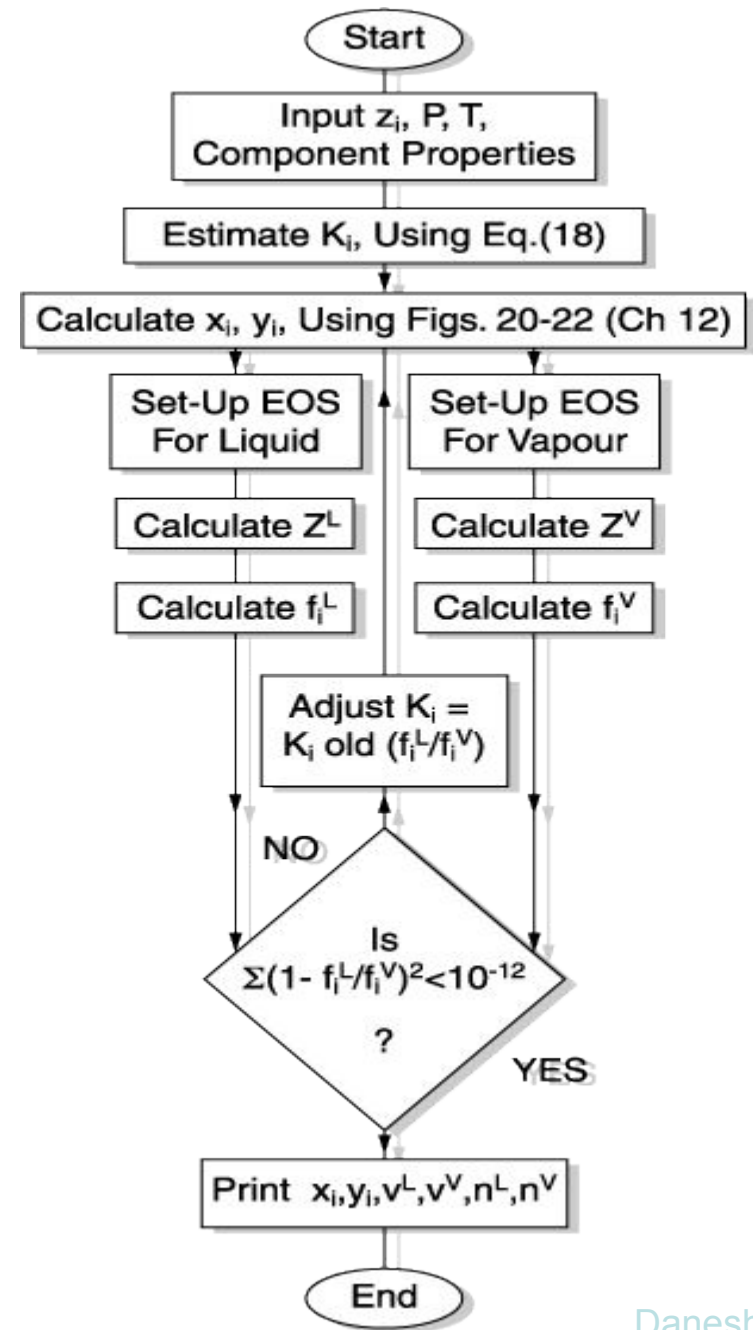 Start
Input zᵢ, P, T,
Component Properties
Estimate Kᵢ, Using Eq.(18)
Calculate xᵢ, yᵢ, Using Figs. 20-22 (Ch 12)
Set-Up EOS
For Liquid
Set-Up EOS
For Vapour
Calculate Zᴸ
Calculate Zⱽ
Calculate fᵢᴸ
Calculate fᵢⱽ
Adjust Kᵢ =
Kᵢ old (fᵢᴸ/fᵢⱽ)
NO
Is
Σ(1- fᵢᴸ/fᵢⱽ)²<10⁻¹²
?
YES
Print xᵢ,yᵢ,vᴸ,vⱽ,nᴸ,nⱽ
End
Danesh